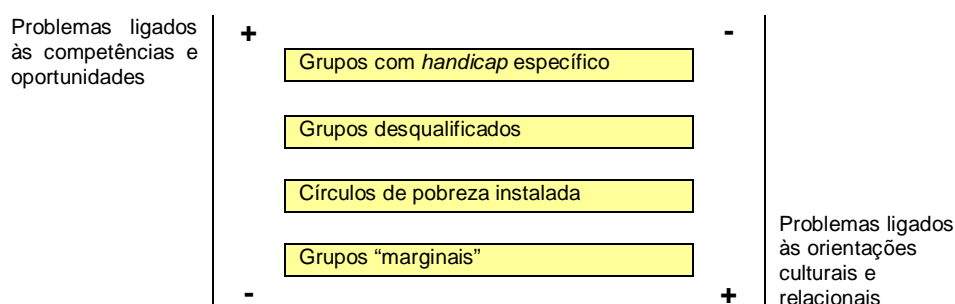 Problemas ligados
às competências e
oportunidades
+
-
Grupos com handicap específico
Grupos desqualificados
Círculos de pobreza instalada
Grupos “marginais”
Problemas ligados
às orientações
culturais e
relacionais
-
+